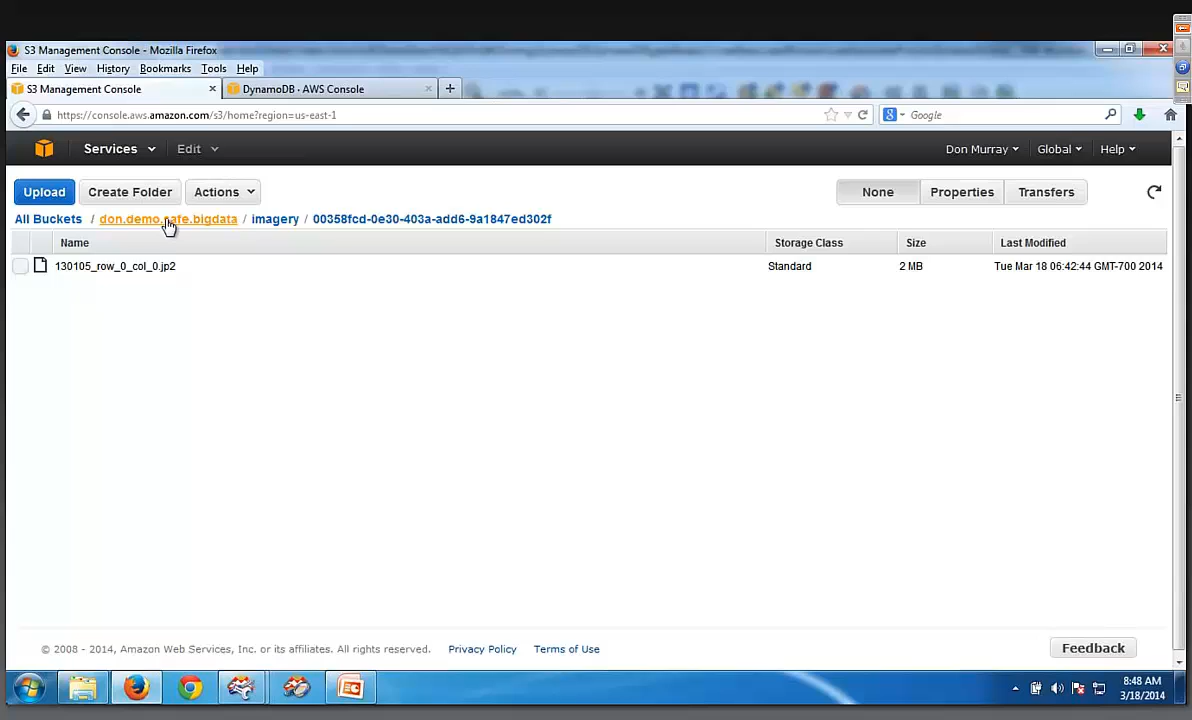 S3 Management Console - Mozilla Firefox
File Edit View History Bookmarks Tools Help
S3 Management Console × DynamoDB · AWS Console × +
https://console.aws.amazon.com/s3/home?region=us-east-1 Google
Services Edit Don Murray Global Help
Upload Create Folder Actions None Properties Transfers
All Buckets / don.demo.safe.bigdata / imagery / 00358fcd-0e30-403a-add6-9a1847ed302f
Name Storage Class Size Last Modified
130105_row_0_col_0.jp2 Standard 2 MB Tue Mar 18 06:42:44 GMT-700 2014
© 2008 - 2014, Amazon Web Services, Inc. or its affiliates. All rights reserved. Privacy Policy Terms of Use Feedback
8:48 AM
3/18/2014